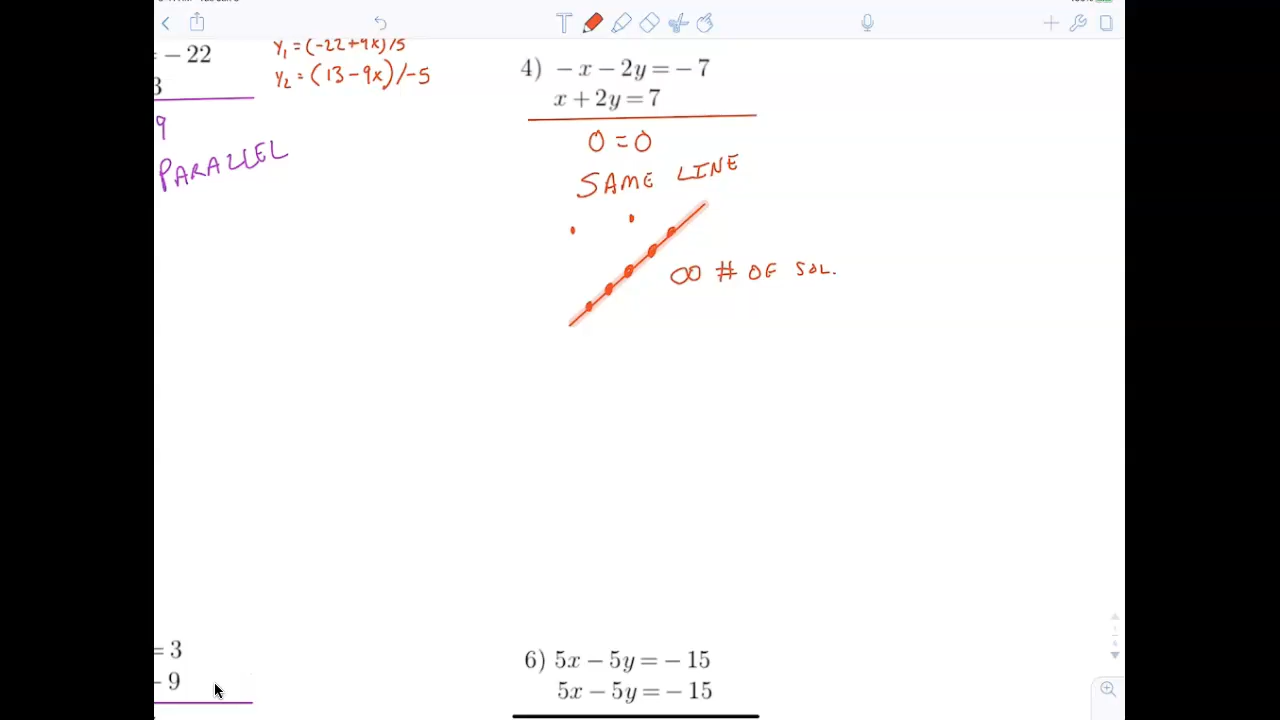 = − 22
3
9
PARALLEL
y₁ = (-22+9x)/5
y₂ = (13-9x)/-5
4) − x − 2y = − 7
x + 2y = 7
0 = 0
SAME LINE
∞ # OF SOL.
= 3
- 9
6) 5x − 5y = − 15
5x − 5y = − 15
T